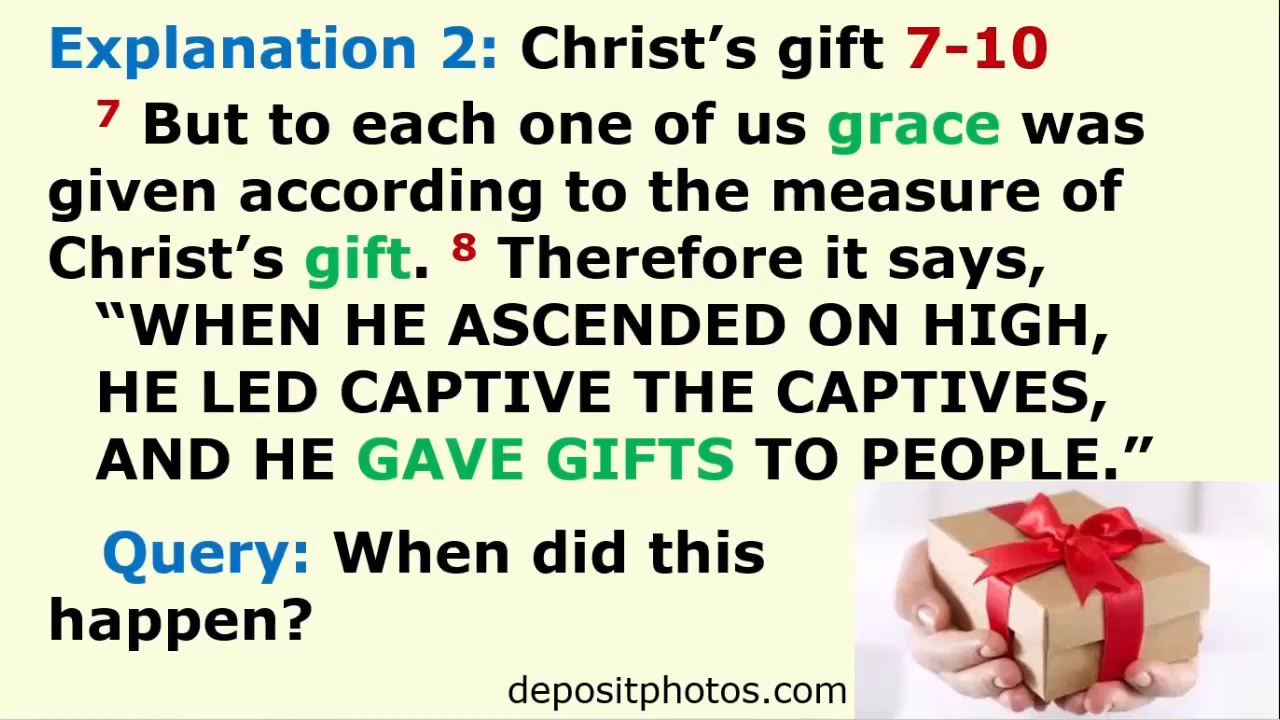 Explanation 2: Christ’s gift 7-10
7 But to each one of us grace was
given according to the measure of
Christ’s gift. 8 Therefore it says,
“WHEN HE ASCENDED ON HIGH,
HE LED CAPTIVE THE CAPTIVES,
AND HE GAVE GIFTS TO PEOPLE.”
Query: When did this
happen?
depositphotos.com